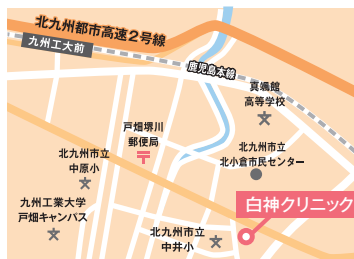 北九州都市高速2号線
九州工大前
鹿児島本線
真颯館
高等学校
戸畑堺川
郵便局
北九州市立
中原小
北九州市立
北小倉市民センター
九州工業大学
戸畑キャンパス
白神クリニック
北九州市立
中井小